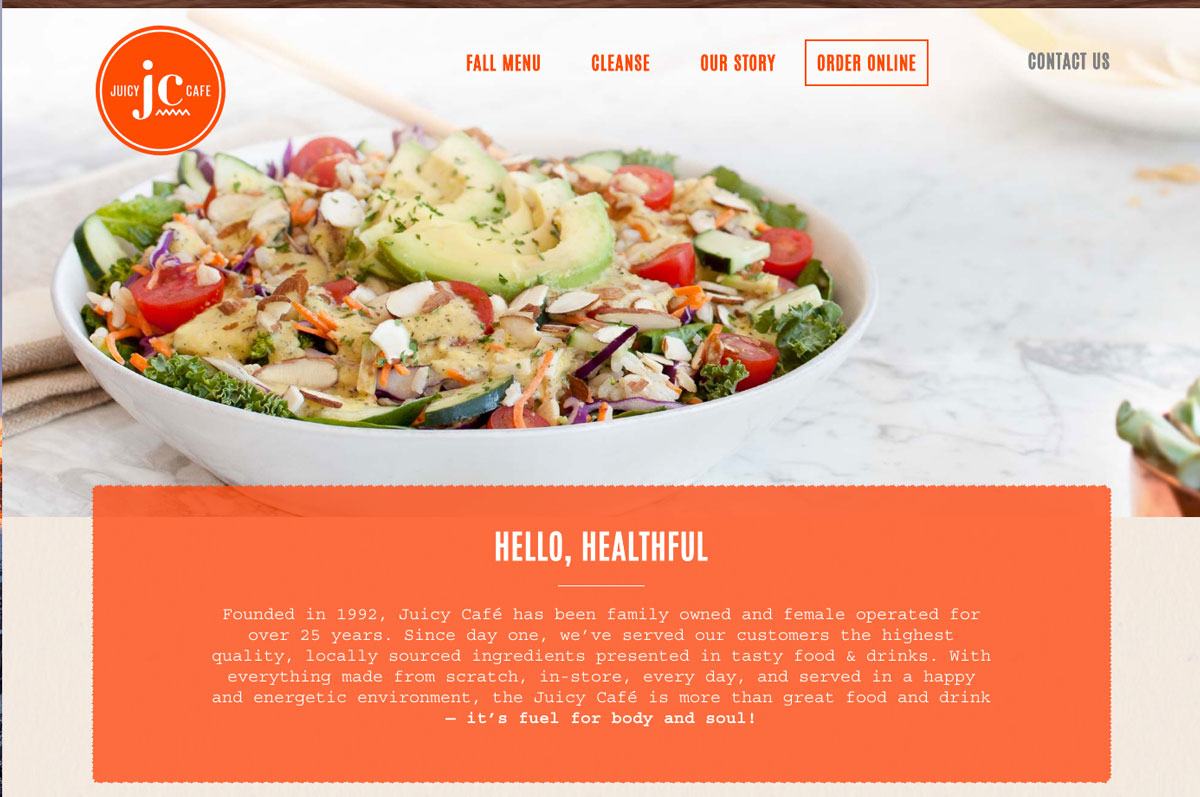 JUICY jc CAFE
FALL MENU
CLEANSE
OUR STORY
ORDER ONLINE
CONTACT US
HELLO, HEALTHFUL
Founded in 1992, Juicy Café has been family owned and female operated for
over 25 years. Since day one, we’ve served our customers the highest
quality, locally sourced ingredients presented in tasty food & drinks. With
everything made from scratch, in-store, every day, and served in a happy
and energetic environment, the Juicy Café is more than great food and drink
— it’s fuel for body and soul!